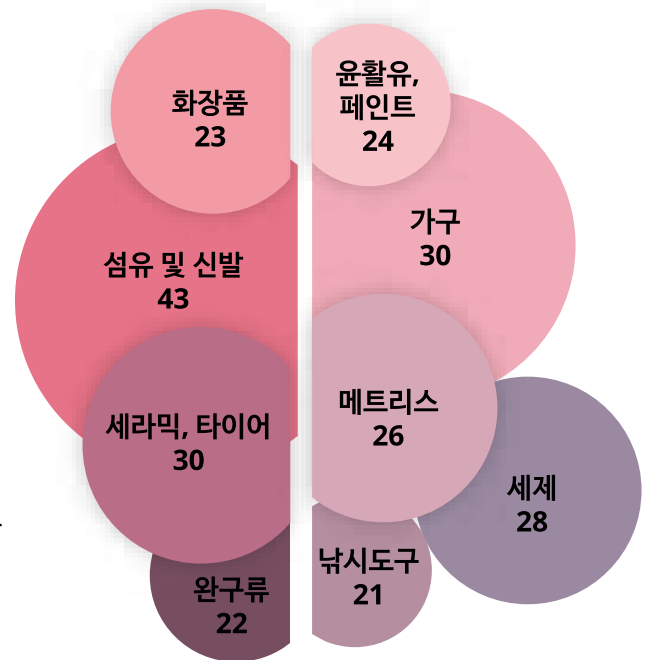 화장품
23
윤활유,
페인트
24
섬유 및 신발
43
가구
30
세라믹, 타이어
30
메트리스
26
세제
28
완구류
22
낚시도구
21